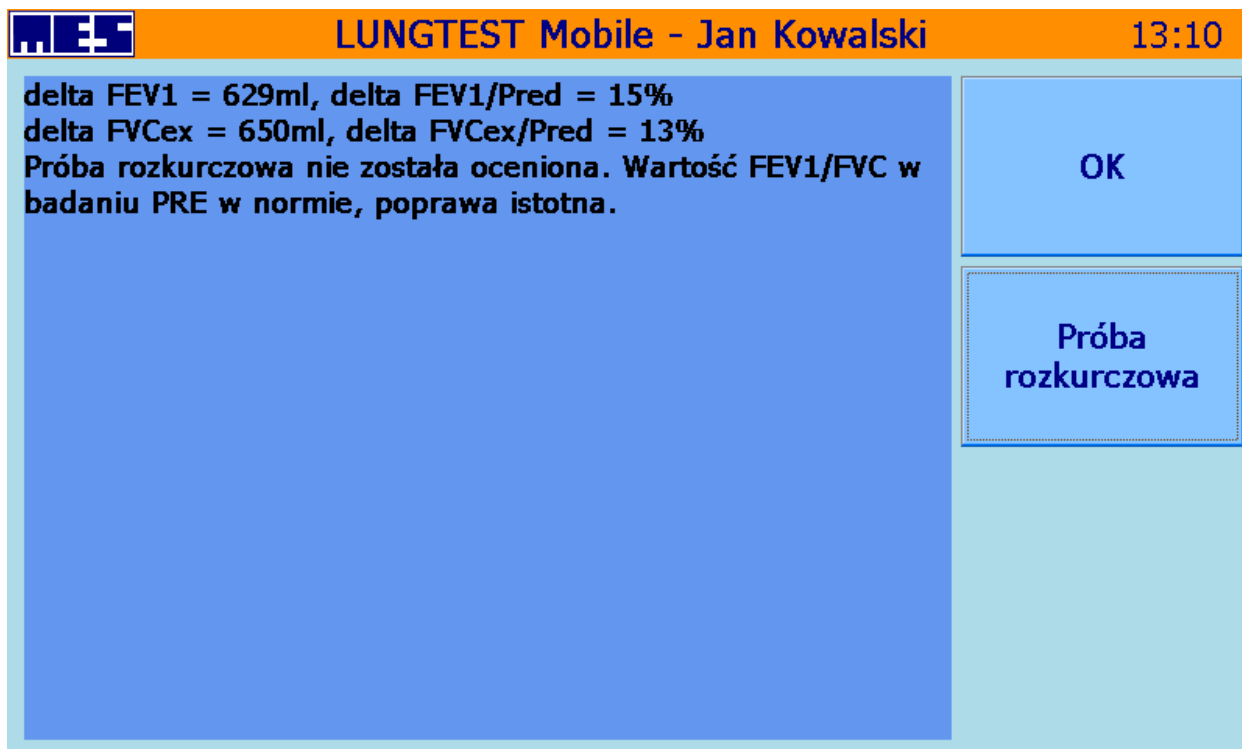 MES
LUNGTEST Mobile - Jan Kowalski
13:10
delta FEV1 = 629ml, delta FEV1/Pred = 15%
delta FVCex = 650ml, delta FVCex/Pred = 13%
Próba rozkurczowa nie została oceniona. Wartość FEV1/FVC w
badaniu PRE w normie, poprawa istotna.
OK
Próba
rozkurczowa